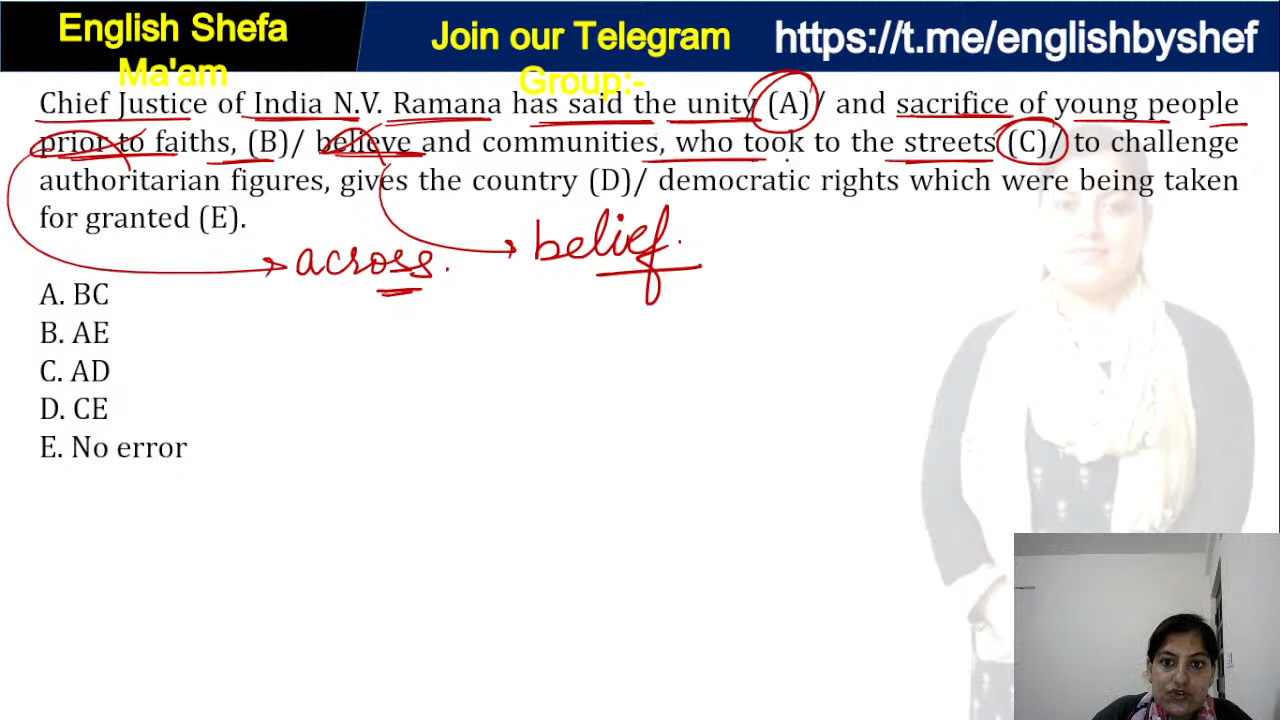 English Shefa Ma'am
Join our Telegram Group:-
https://t.me/englishbyshef
Chief Justice of India N.V. Ramana has said the unity (A)/ and sacrifice of young people
prior to faiths, (B)/ believe and communities, who took to the streets (C)/ to challenge
authoritarian figures, gives the country (D)/ democratic rights which were being taken
for granted (E).
across.
belief.
A. BC
B. AE
C. AD
D. CE
E. No error